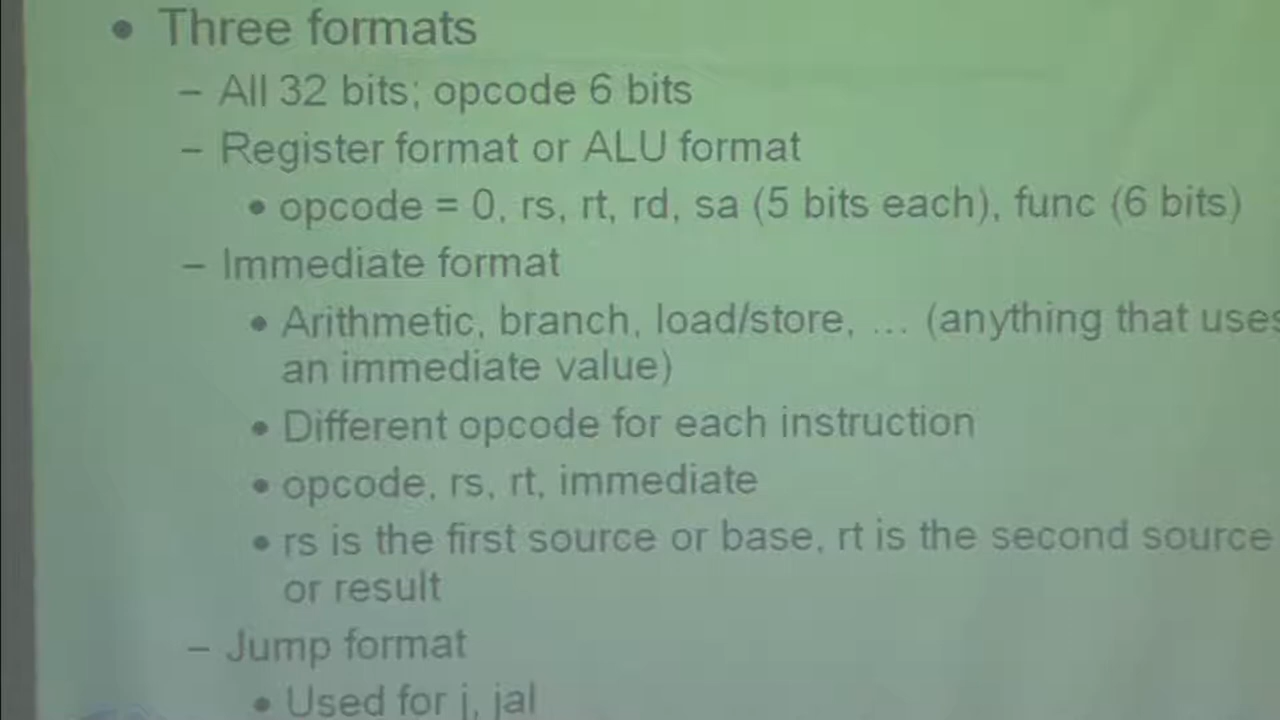 • Three formats
– All 32 bits; opcode 6 bits
– Register format or ALU format
• opcode = 0, rs, rt, rd, sa (5 bits each), func (6 bits)
– Immediate format
• Arithmetic, branch, load/store, … (anything that uses
an immediate value)
• Different opcode for each instruction
• opcode, rs, rt, immediate
• rs is the first source or base, rt is the second source
or result
– Jump format
• Used for j, jal